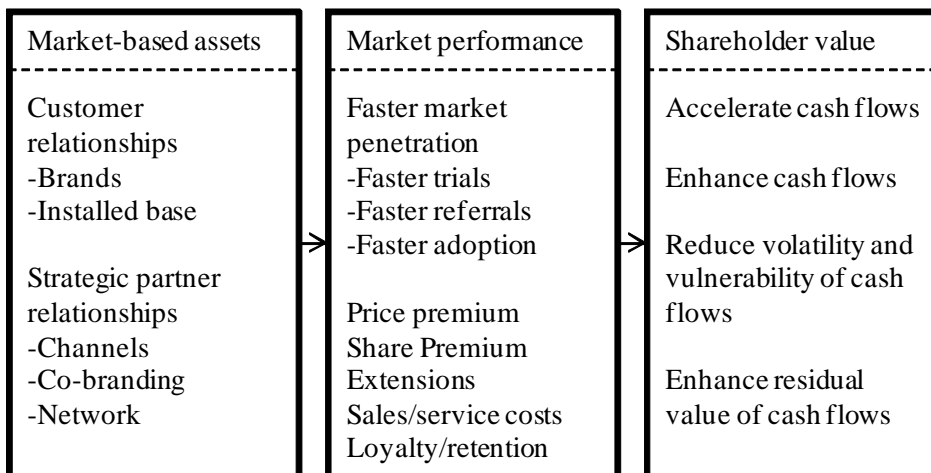 Market-based assets
Customer
relationships
-Brands
-Installed base
Strategic partner
relationships
-Channels
-Co-branding
-Network
Market performance
Faster market
penetration
-Faster trials
-Faster referrals
-Faster adoption
Price premium
Share Premium
Extensions
Sales/service costs
Loyalty/retention
Shareholder value
Accelerate cash flows
Enhance cash flows
Reduce volatility and
vulnerability of cash
flows
Enhance residual
value of cash flows